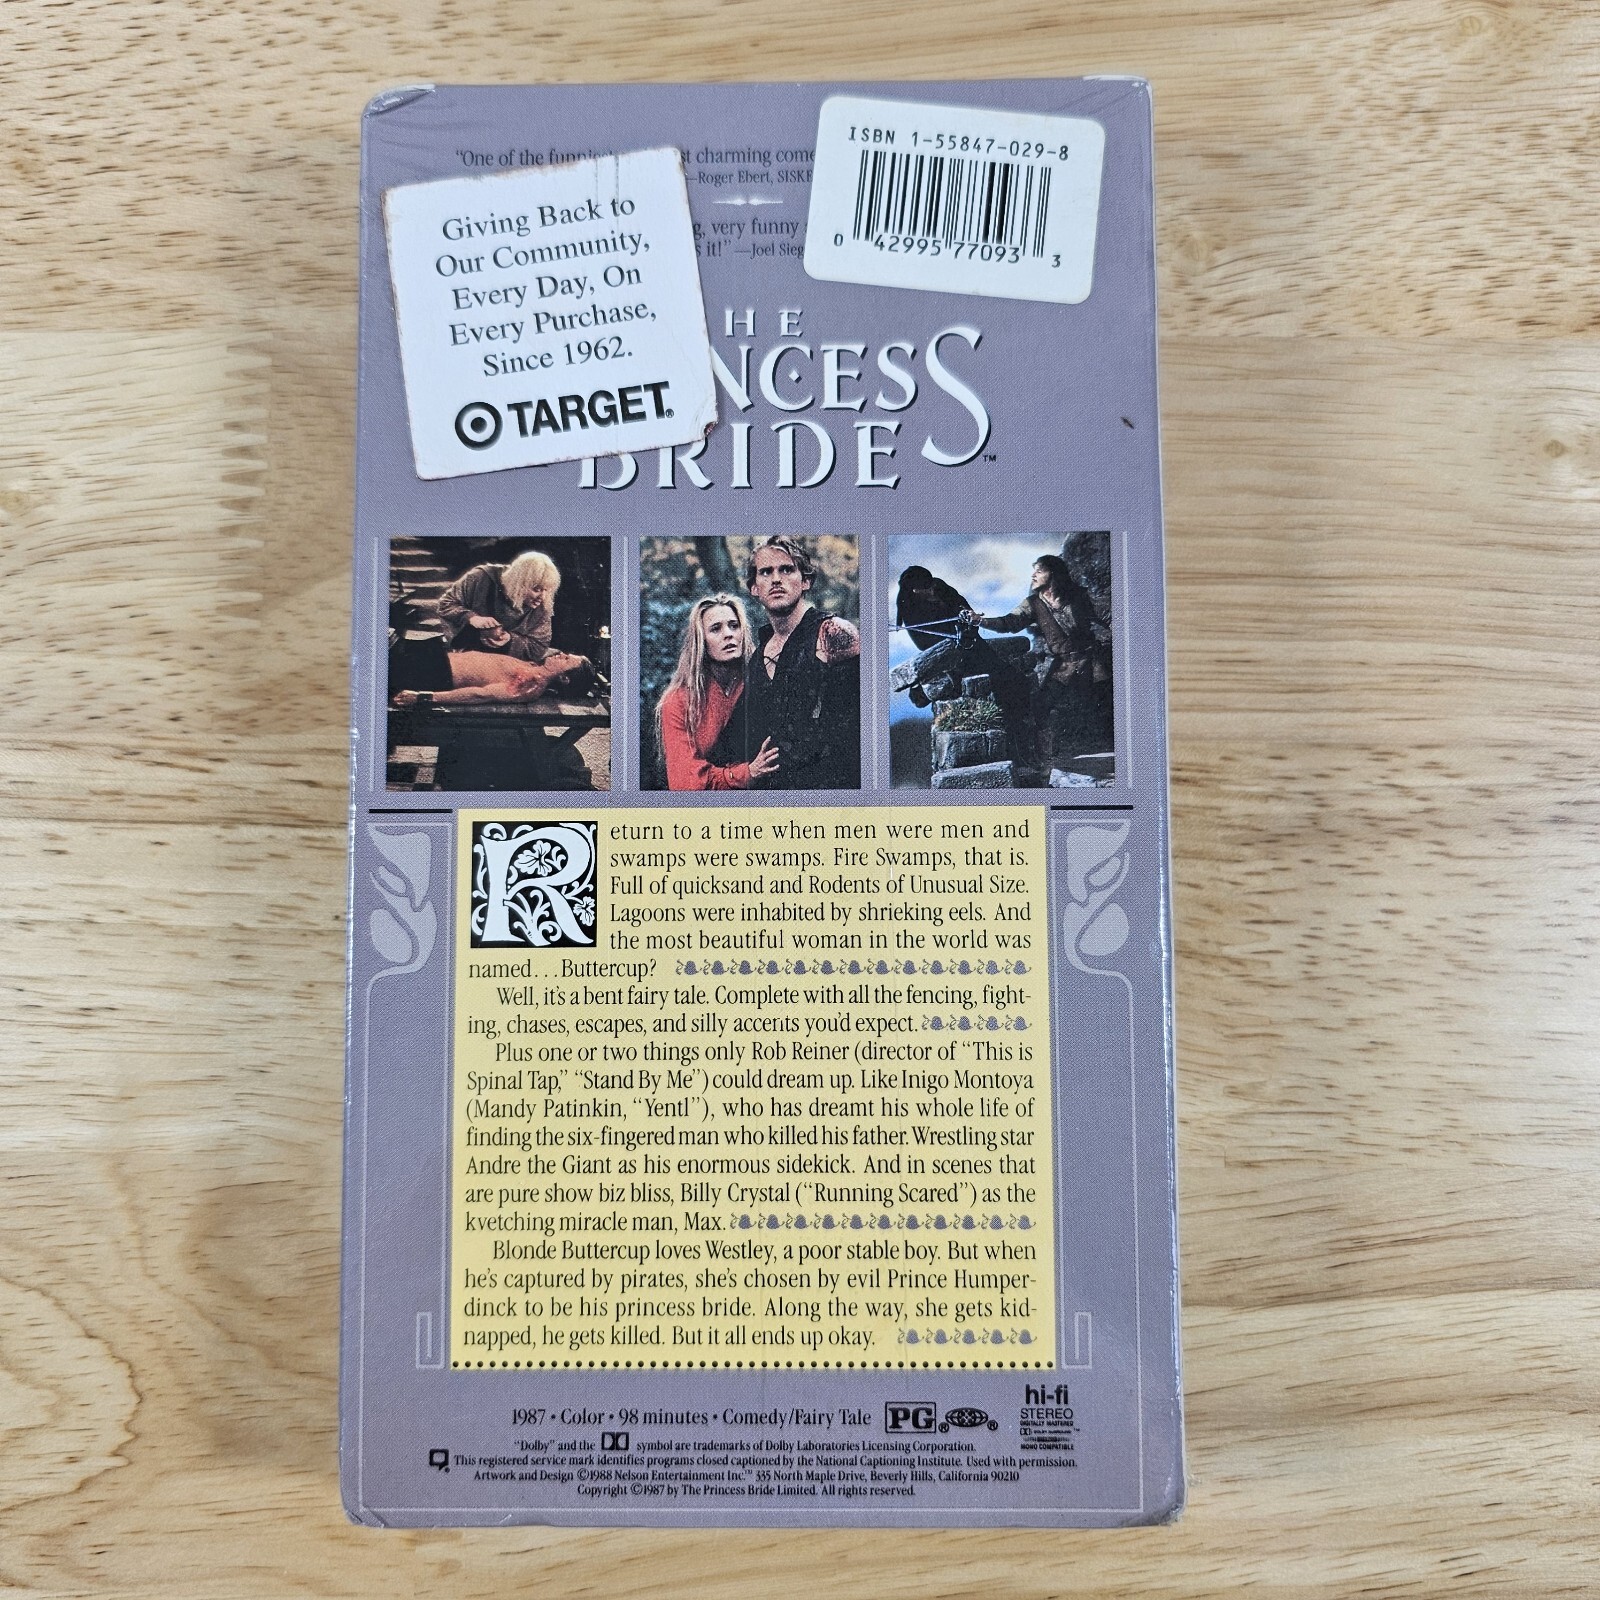 ISBN 1-55847-029-8
0 42995 77093 3
"One of the
st charming
—Roger Ebert,
very funny
it!" —Joel
Giving Back to
Our Community,
Every Day, On
Every Purchase,
Since 1962.
TARGET®
HE
NCESS
BRIDE™
Return to a time when men were men and
swamps were swamps. Fire Swamps, that is.
Full of quicksand and Rodents of Unusual Size.
Lagoons were inhabited by shrieking eels. And
the most beautiful woman in the world was
named...Buttercup?
Well, it's a bent fairy tale. Complete with all the fencing, fight-
ing, chases, escapes, and silly accents you'd expect.
Plus one or two things only Rob Reiner (director of "This is
Spinal Tap," "Stand By Me") could dream up. Like Inigo Montoya
(Mandy Patinkin, "Yentl"), who has dreamt his whole life of
finding the six-fingered man who killed his father. Wrestling star
Andre the Giant as his enormous sidekick. And in scenes that
are pure show biz bliss, Billy Crystal ("Running Scared") as the
kvetching miracle man, Max.
Blonde Buttercup loves Westley, a poor stable boy. But when
he's captured by pirates, she's chosen by evil Prince Humper-
dinck to be his princess bride. Along the way, she gets kid-
napped, he gets killed. But it all ends up okay.
1987 • Color • 98 minutes • Comedy/Fairy Tale PG® ®
hi-fi
STEREO
DIGITALLY MASTERED
MONO COMPATIBLE
"Dolby" and the symbol are trademarks of Dolby Laboratories Licensing Corporation.
This registered service mark identifies programs closed captioned by the National Captioning Institute. Used with permission.
Artwork and Design ©1988 Nelson Entertainment Inc.™ 335 North Maple Drive, Beverly Hills, California 90210
Copyright ©1987 by The Princess Bride Limited. All rights reserved.